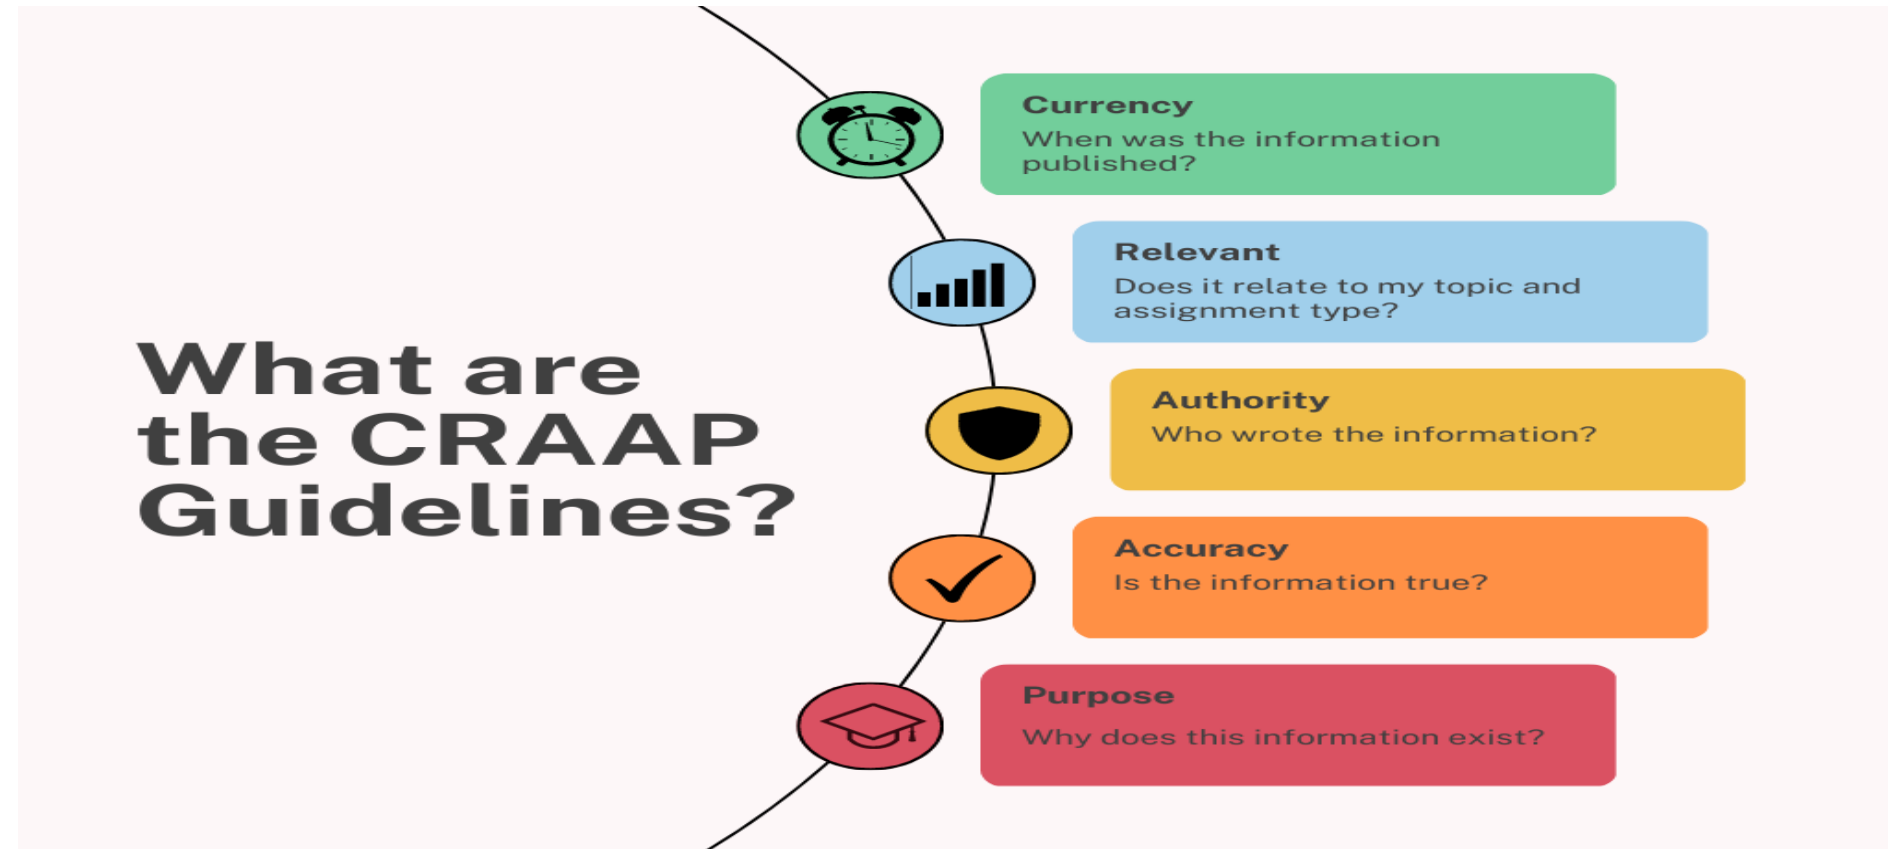 What are
the CRAAP
Guidelines?
Currency
When was the information
published?
Relevant
Does it relate to my topic and
assignment type?
Authority
Who wrote the information?
Accuracy
Is the information true?
Purpose
Why does this information exist?